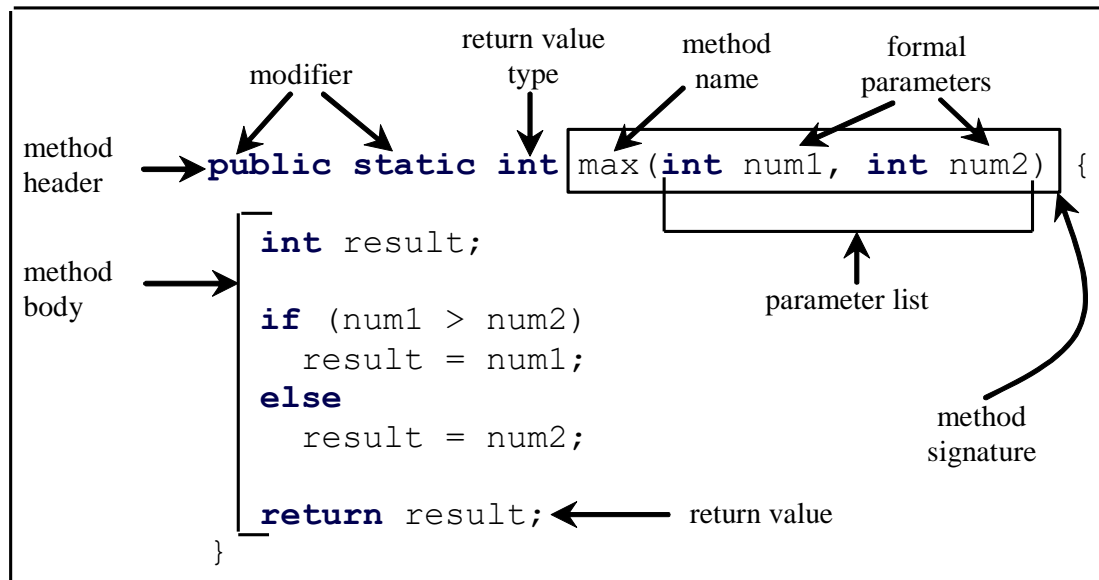 return value
type
method
name
formal
parameters
modifier
method
header
public static int max(int num1, int num2) {
method
body
int result;
parameter list
if (num1 > num2)
result = num1;
else
result = num2;
method
signature
return result;
return value
}